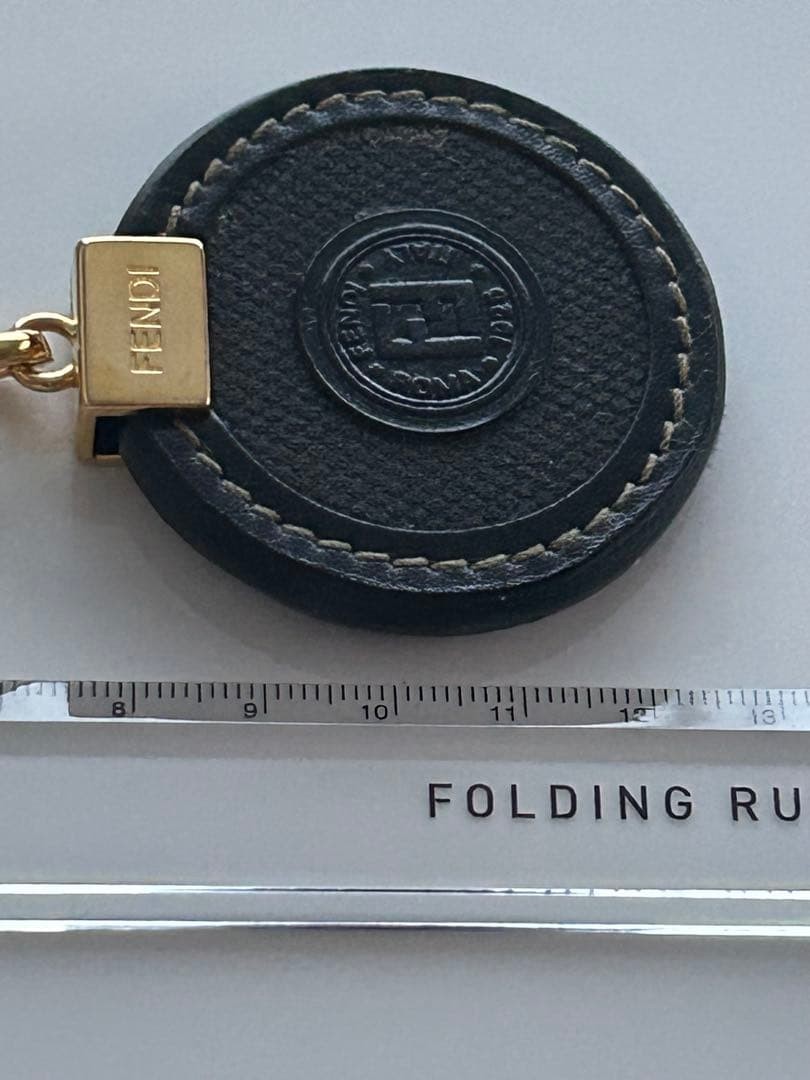 FENDI
FENDI • ITALY • 1925 • ROMA
8 9 10 11 12 13
FOLDING RU